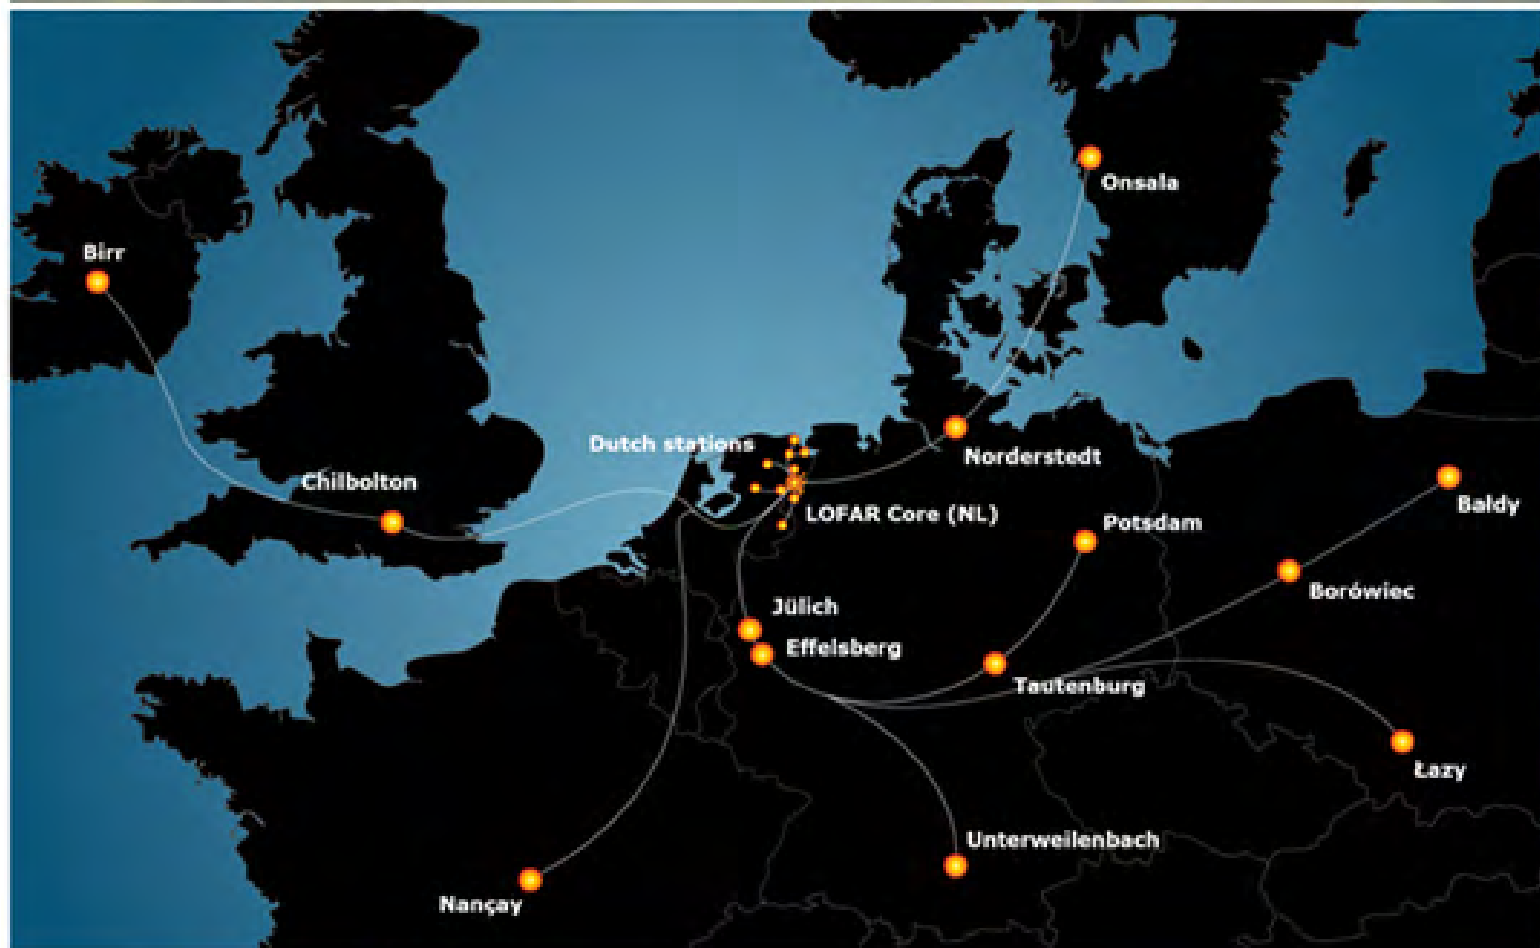 Onsala
Birr
Dutch stations
Norderstedt
Chilbolton
Baldy
LOFAR Core (NL)
Potsdam
Borówiec
Jülich
Effelsberg
Tautenburg
Łazy
Unterweilenbach
Nançay